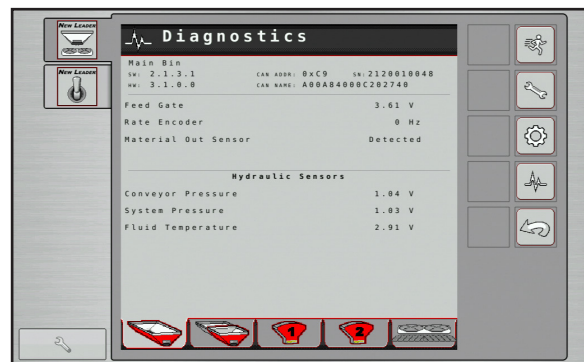 NEW LEADER
NEW LEADER
Diagnostics
Main Bin
SW: 2.1.3.1 CAN ADDR: 0xC9 SN: 2120010048
HW: 3.1.0.0 CAN NAME: A00A84000C202740
Feed Gate 3.61 V
Rate Encoder 0 Hz
Material Out Sensor Detected
Hydraulic Sensors
Conveyor Pressure 1.04 V
System Pressure 1.03 V
Fluid Temperature 2.91 V
1 2